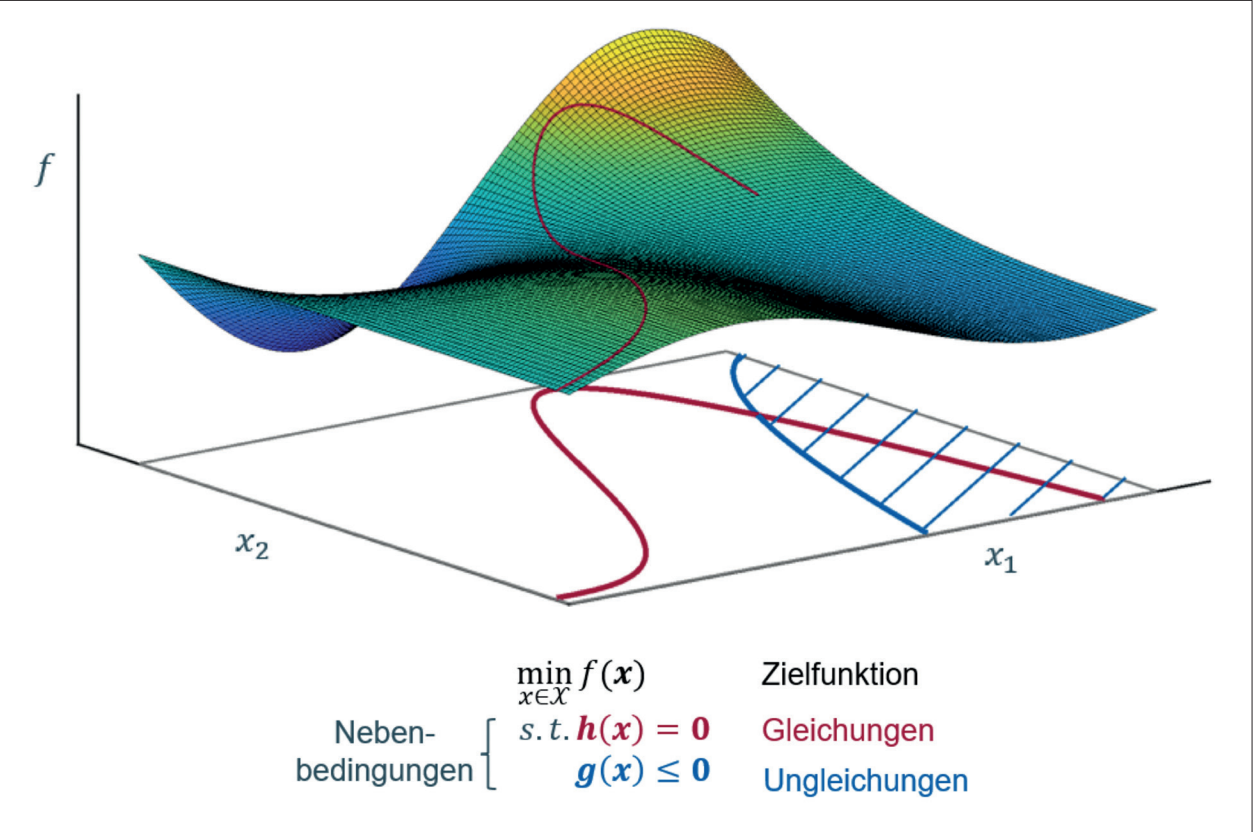 f
x₂
x₁
min f(x) Zielfunktion
x∈𝒳
Neben-
bedingungen
s.t. h(x) = 0 Gleichungen
g(x) ≤ 0 Ungleichungen